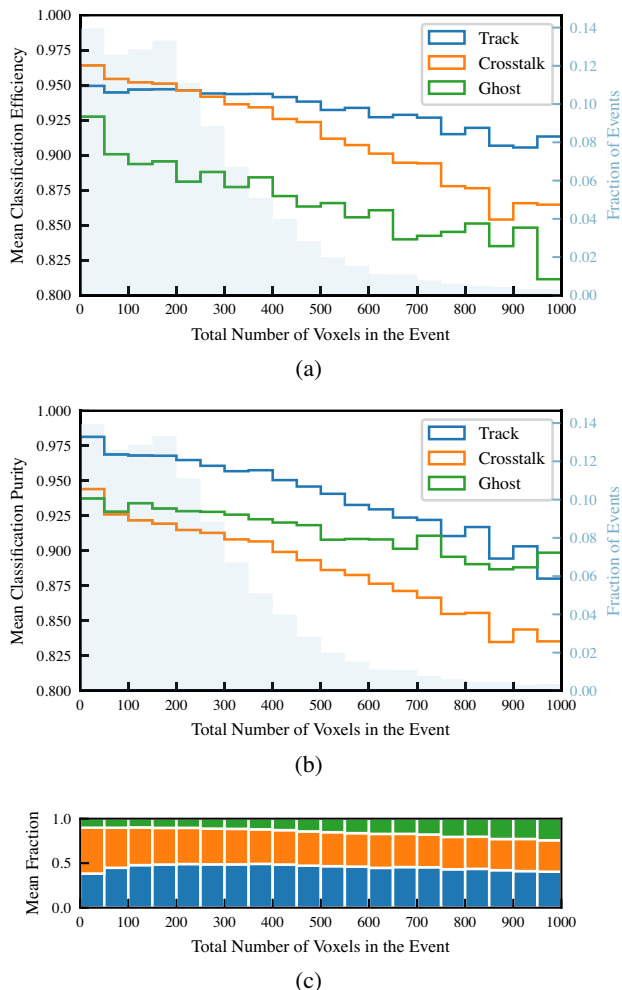 1.000
0.975
0.950
0.925
0.900
0.875
0.850
0.825
0.800
Mean Classification Efficiency
Track
Crosstalk
Ghost
0.14
0.12
0.10
0.08
0.06
0.04
0.02
0.00
Fraction of Events
0 100 200 300 400 500 600 700 800 900 1000
Total Number of Voxels in the Event
(a)
1.000
0.975
0.950
0.925
0.900
0.875
0.850
0.825
0.800
Mean Classification Purity
Track
Crosstalk
Ghost
0.14
0.12
0.10
0.08
0.06
0.04
0.02
0.00
Fraction of Events
0 100 200 300 400 500 600 700 800 900 1000
Total Number of Voxels in the Event
(b)
1.0
0.5
0.0
Mean Fraction
0 100 200 300 400 500 600 700 800 900 1000
Total Number of Voxels in the Event
(c)